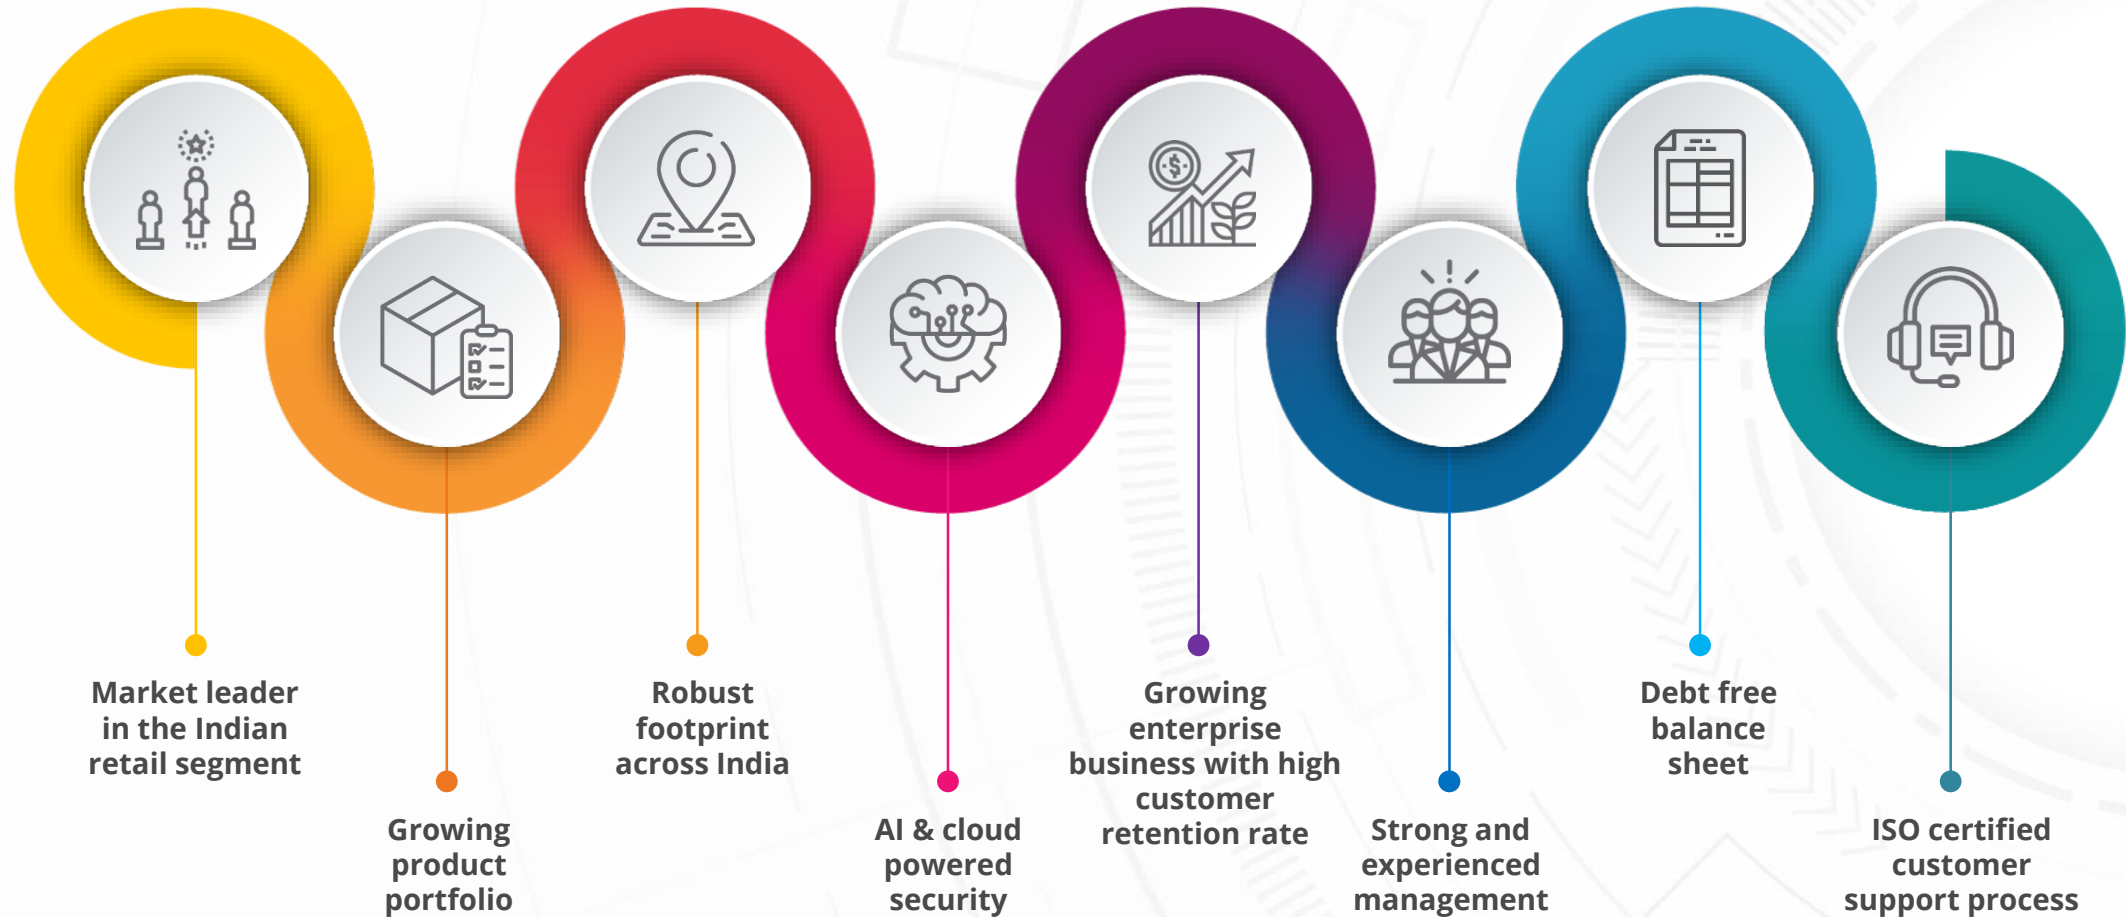 Market leader
in the Indian
retail segment
Growing
product
portfolio
Robust
footprint
across India
AI & cloud
powered
security
Growing
enterprise
business with high
customer
retention rate
Strong and
experienced
management
Debt free
balance
sheet
ISO certified
customer
support process